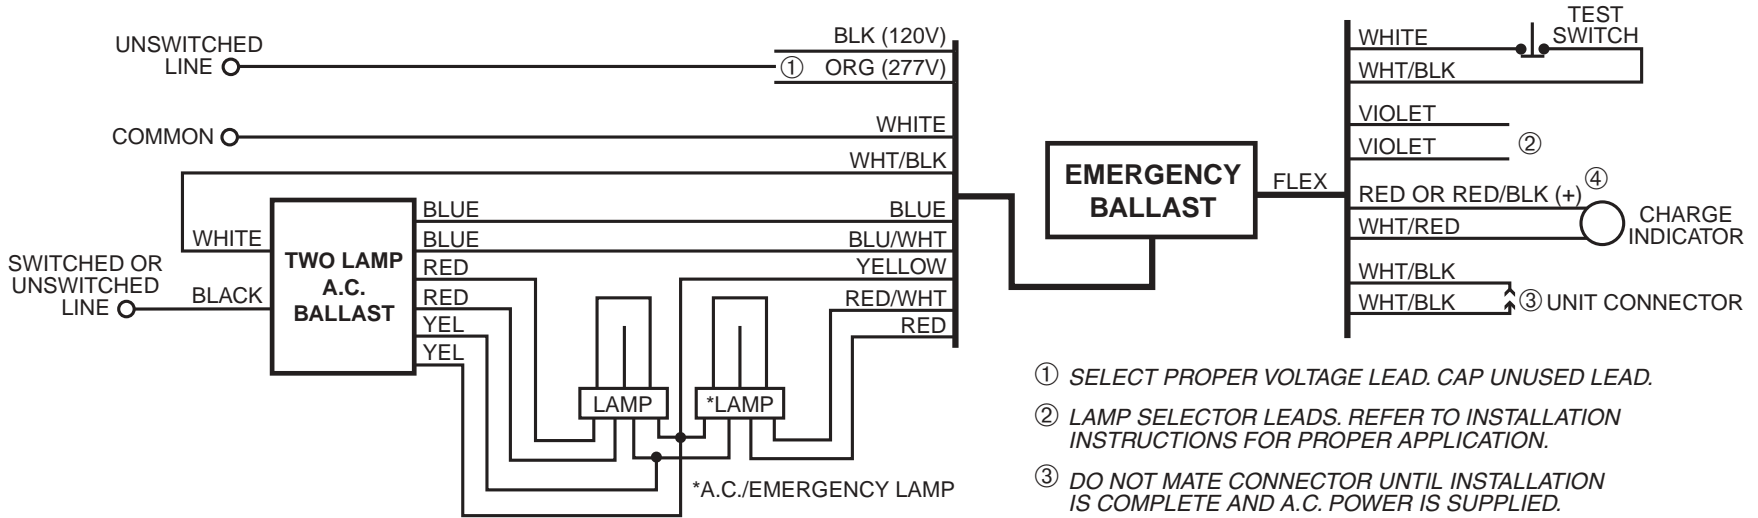 UNSWITCHED
LINE
COMMON
BLK (120V)
① ORG (277V)
WHITE
WHT/BLK
BLUE
BLU/WHT
YELLOW
RED/WHT
RED
WHITE
SWITCHED OR
UNSWITCHED
LINE
BLACK
TWO LAMP
A.C.
BALLAST
BLUE
BLUE
RED
RED
YEL
YEL
LAMP
*LAMP
*A.C./EMERGENCY LAMP
EMERGENCY
BALLAST
FLEX
WHITE
WHT/BLK
TEST
SWITCH
VIOLET
VIOLET
②
RED OR RED/BLK (+)
④
WHT/RED
CHARGE
INDICATOR
WHT/BLK
WHT/BLK
③ UNIT CONNECTOR
① SELECT PROPER VOLTAGE LEAD. CAP UNUSED LEAD.
② LAMP SELECTOR LEADS. REFER TO INSTALLATION
INSTRUCTIONS FOR PROPER APPLICATION.
③ DO NOT MATE CONNECTOR UNTIL INSTALLATION
IS COMPLETE AND A.C. POWER IS SUPPLIED.